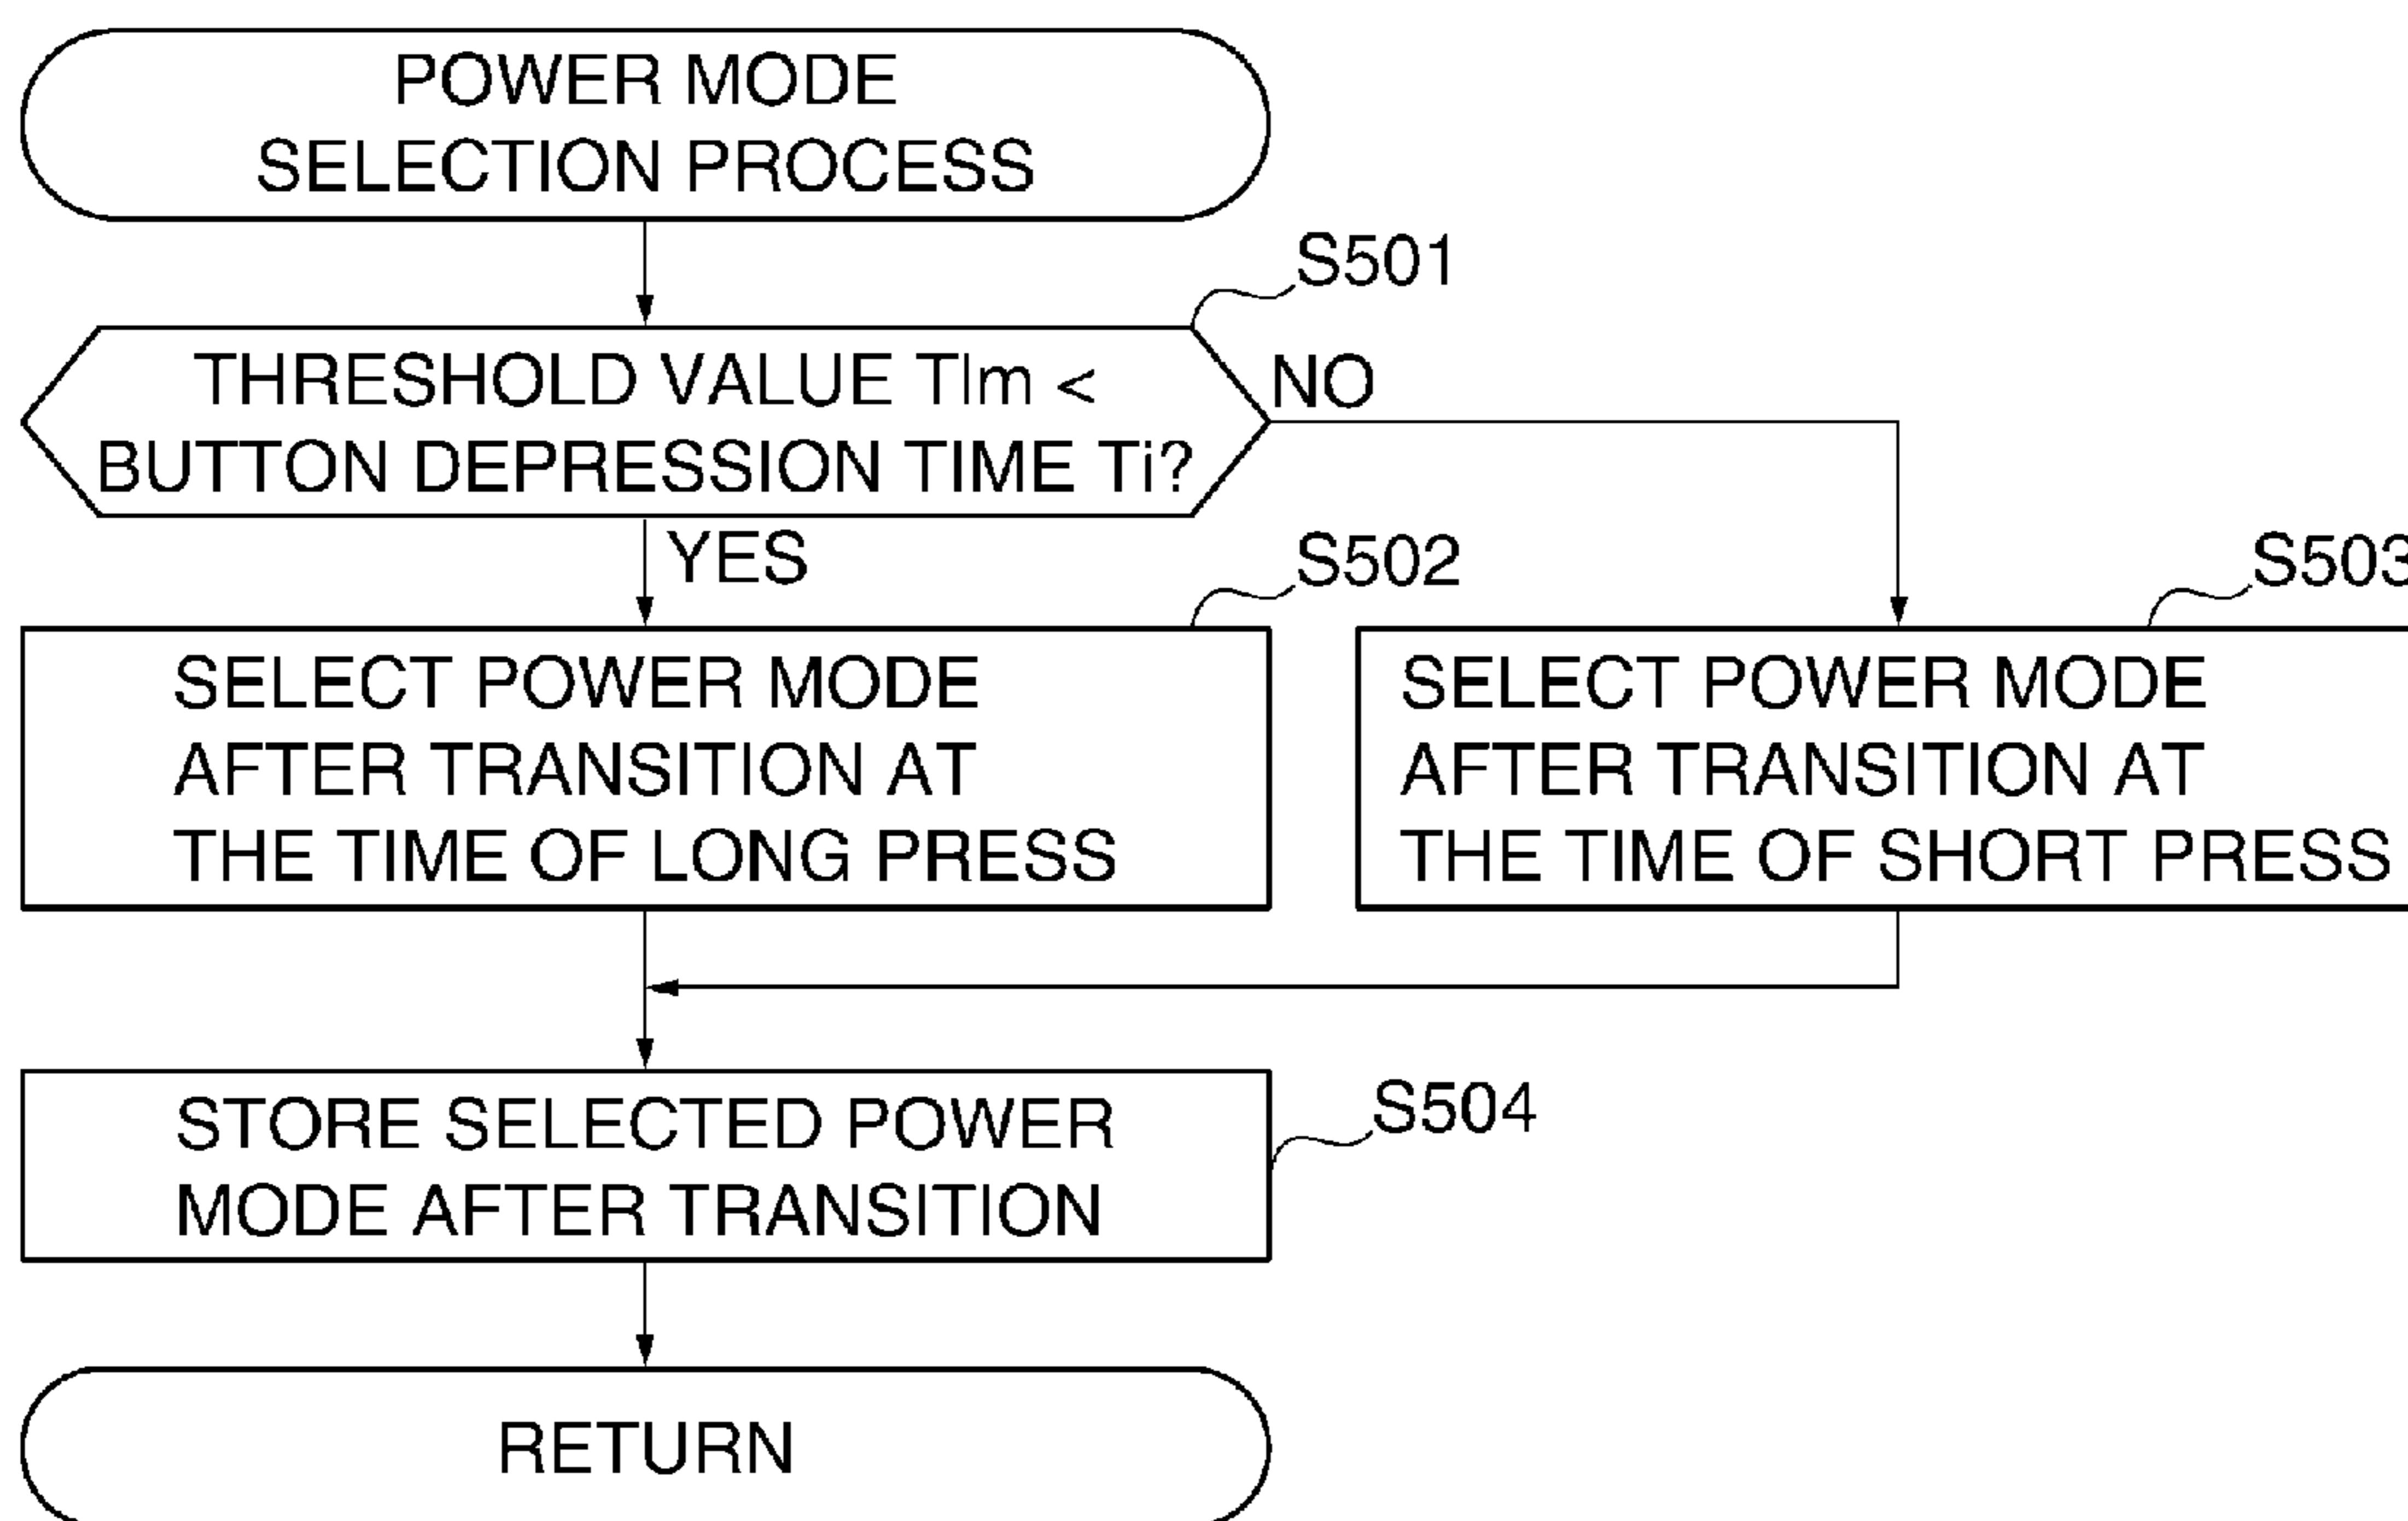 POWER MODE
SELECTION PROCESS
S501
THRESHOLD VALUE Tlm <
BUTTON DEPRESSION TIME Ti?
NO
YES
S502
S503
SELECT POWER MODE
AFTER TRANSITION AT
THE TIME OF LONG PRESS
SELECT POWER MODE
AFTER TRANSITION AT
THE TIME OF SHORT PRESS
STORE SELECTED POWER
MODE AFTER TRANSITION
S504
RETURN